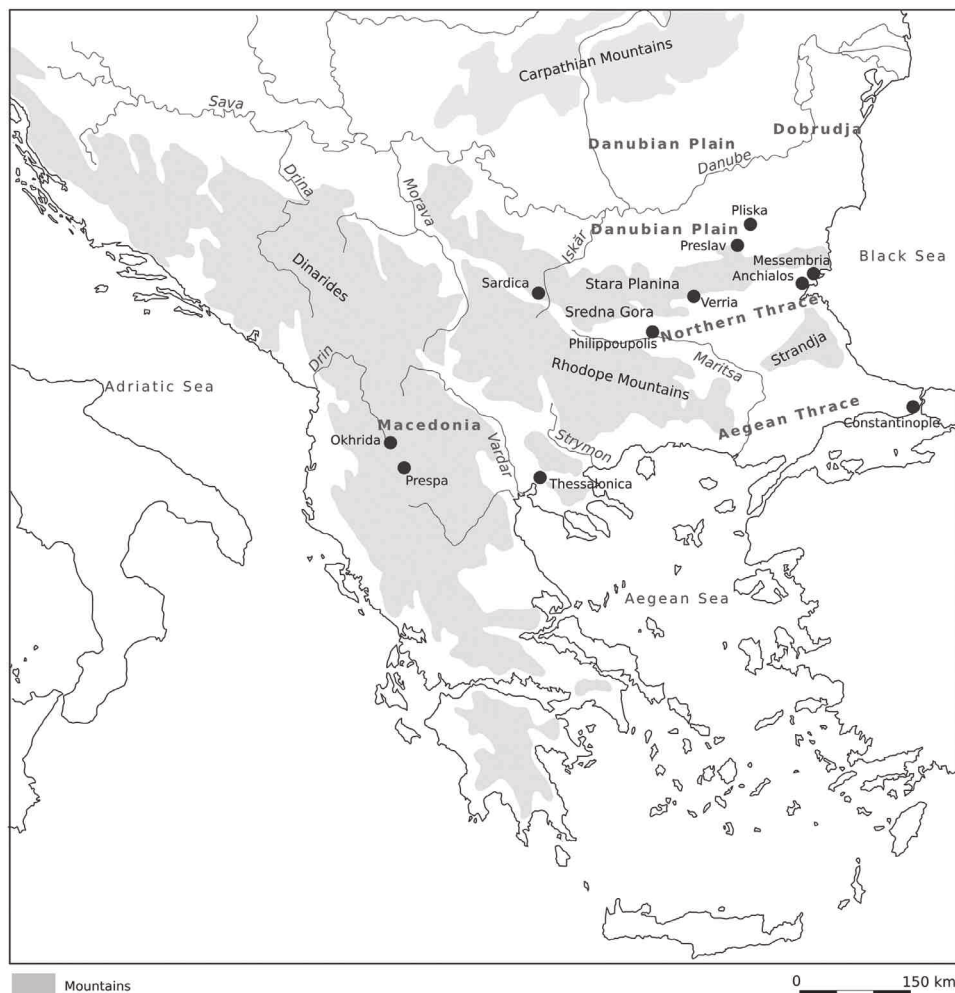 Carpathian Mountains
Sava
Dobrudja
Danubian Plain
Danube
Drina
Morava
Pliska
Iskăr
Danubian Plain
Preslav
Black Sea
Messembria
Dinarides
Anchialos
Sardica
Stara Planina
Verria
Sredna Gora
Northern Thrace
Philippoupolis
Strandja
Drin
Maritsa
Rhodope Mountains
Adriatic Sea
Aegean Thrace
Constantinople
Macedonia
Okhrida
Vardar
Strymon
Prespa
Thessalonica
Aegean Sea
Mountains
0 150 km